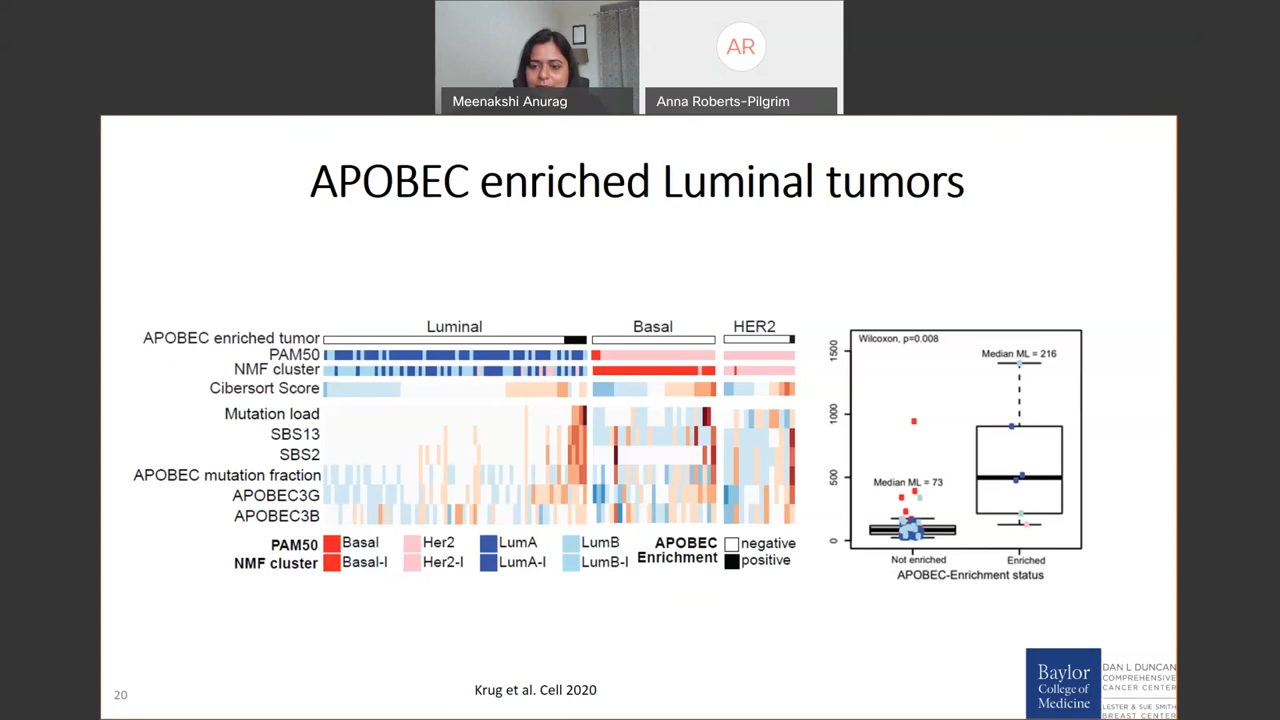 Meenakshi Anurag
AR
Anna Roberts-Pilgrim
APOBEC enriched Luminal tumors
Luminal Basal HER2
APOBEC enriched tumor
PAM50
NMF cluster
Cibersort Score
Mutation load
SBS13
SBS2
APOBEC mutation fraction
APOBEC3G
APOBEC3B
PAM50 Basal Her2 LumA LumB
NMF cluster Basal-I Her2-I LumA-I LumB-I
APOBEC Enrichment negative positive
Wilcoxon, p=0.008
Median ML = 216
Median ML = 73
1500
1000
500
0
Not enriched Enriched
APOBEC-Enrichment status
20
Krug et al. Cell 2020
Baylor
College of
Medicine
DAN L DUNCAN
COMPREHENSIVE
CANCER CENTER
LESTER & SUE SMITH
BREAST CENTER